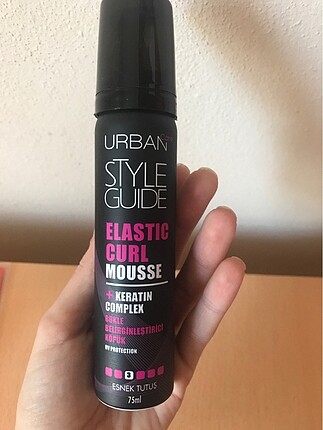 URBAN
STYLE
GUIDE
ELASTIC
CURL
MOUSSE
+ KERATIN
COMPLEX
BUKLE
BELİRGİNLEŞTİRİCİ
KÖPÜK
UV PROTECTION
3
ESNEK TUTUŞ
75ml